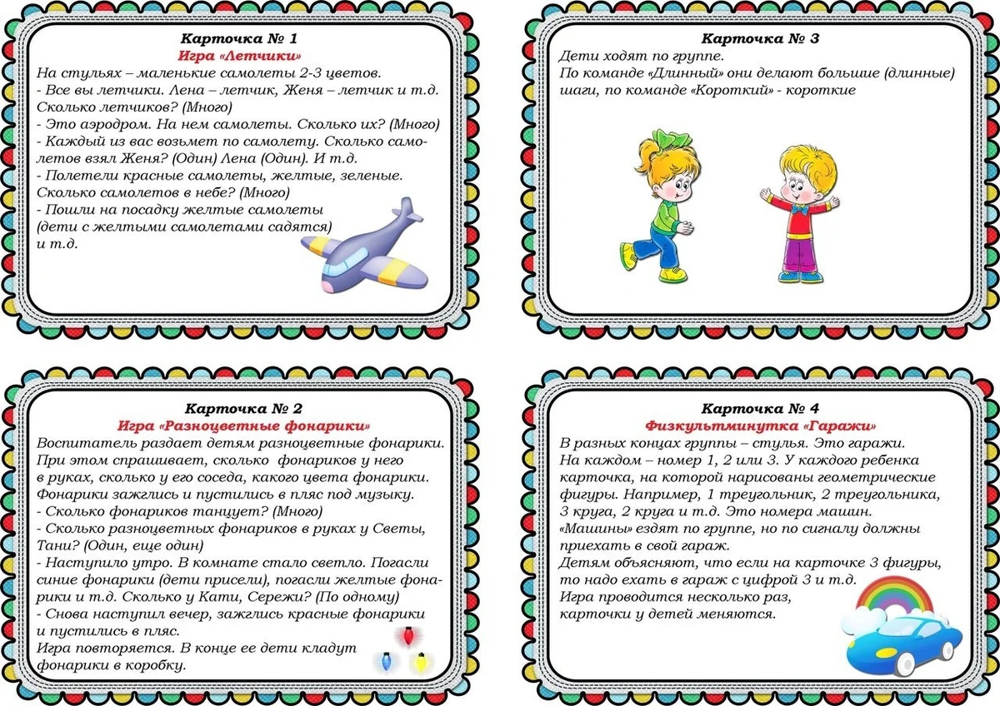 Карточка № 1
Игра «Летчики»
На стульях – маленькие самолеты 2-3 цветов.
- Все вы летчики. Лена – летчик, Женя – летчик и т.д.
Сколько летчиков? (Много)
- Это аэродром. На нем самолеты. Сколько их? (Много)
- Каждый из вас возьмет по самолету. Сколько само-
летов взял Женя? (Один) Лена (Один). И т.д.
- Полетели красные самолеты, желтые, зеленые.
Сколько самолетов в небе? (Много)
- Пошли на посадку желтые самолеты
(дети с желтыми самолетами садятся)
и т.д.
Карточка № 3
Дети ходят по группе.
По команде «Длинный» они делают большие (длинные)
шаги, по команде «Короткий» - короткие
Карточка № 2
Игра «Разноцветные фонарики»
Воспитатель раздает детям разноцветные фонарики.
При этом спрашивает, сколько фонариков у него
в руках, сколько у его соседа, какого цвета фонарики.
Фонарики зажглись и пустились в пляс под музыку.
- Сколько фонариков танцует? (Много)
- Сколько разноцветных фонариков в руках у Светы,
Тани? (Один, еще один)
- Наступило утро. В комнате стало светло. Погасли
синие фонарики (дети присели), погасли желтые фона-
рики и т.д. Сколько у Кати, Сережи? (По одному)
- Снова наступил вечер, зажглись красные фонарики
и пустились в пляс.
Игра повторяется. В конце ее дети кладут
фонарики в коробку.
Карточка № 4
Физкультминутка «Гаражи»
В разных концах группы – стулья. Это гаражи.
На каждом – номер 1, 2 или 3. У каждого ребенка
карточка, на которой нарисованы геометрические
фигуры. Например, 1 треугольник, 2 треугольника,
3 круга, 2 круга и т.д. Это номера машин.
«Машины» ездят по группе, но по сигналу должны
приехать в свой гараж.
Детям объясняют, что если на карточке 3 фигуры,
то надо ехать в гараж с цифрой 3 и т.д.
Игра проводится несколько раз,
карточки у детей меняются.